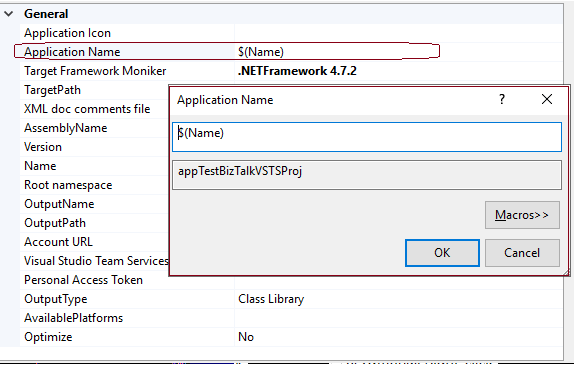 General
Application Icon
Application Name $(Name)
Target Framework Moniker .NETFramework 4.7.2
TargetPath
XML doc comments file
AssemblyName
Version
Name
Root namespace
OutputName
OutputPath
Account URL
Visual Studio Team Services
Personal Access Token
OutputType Class Library
AvailablePlatforms
Optimize No
Application Name ?
$(Name)
appTestBizTalkVSTSProj
Macros>>
OK Cancel